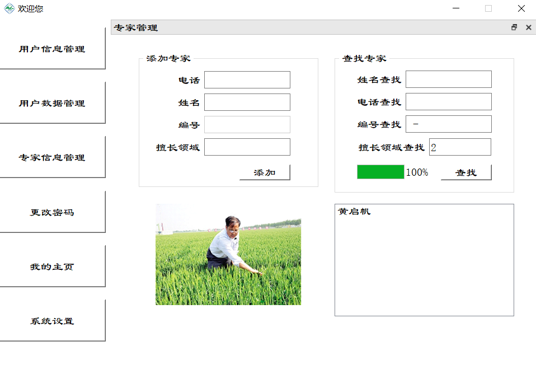 欢迎您
用户信息管理
用户数据管理
专家信息管理
更改密码
我的主页
系统设置
专家管理
添加专家
电话
姓名
编号
擅长领域
添加
查找专家
姓名查找
电话查找
编号查找 -
擅长领域查找 2
100% 查找
黄启帆